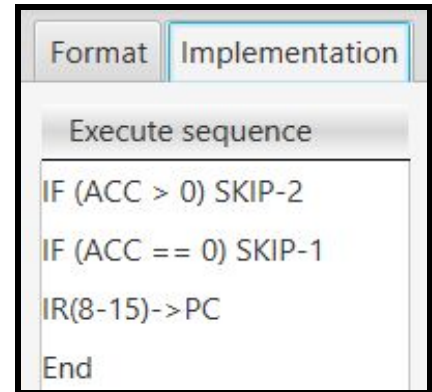 Format Implementation
Execute sequence
IF (ACC > 0) SKIP-2
IF (ACC == 0) SKIP-1
IR(8-15)->PC
End